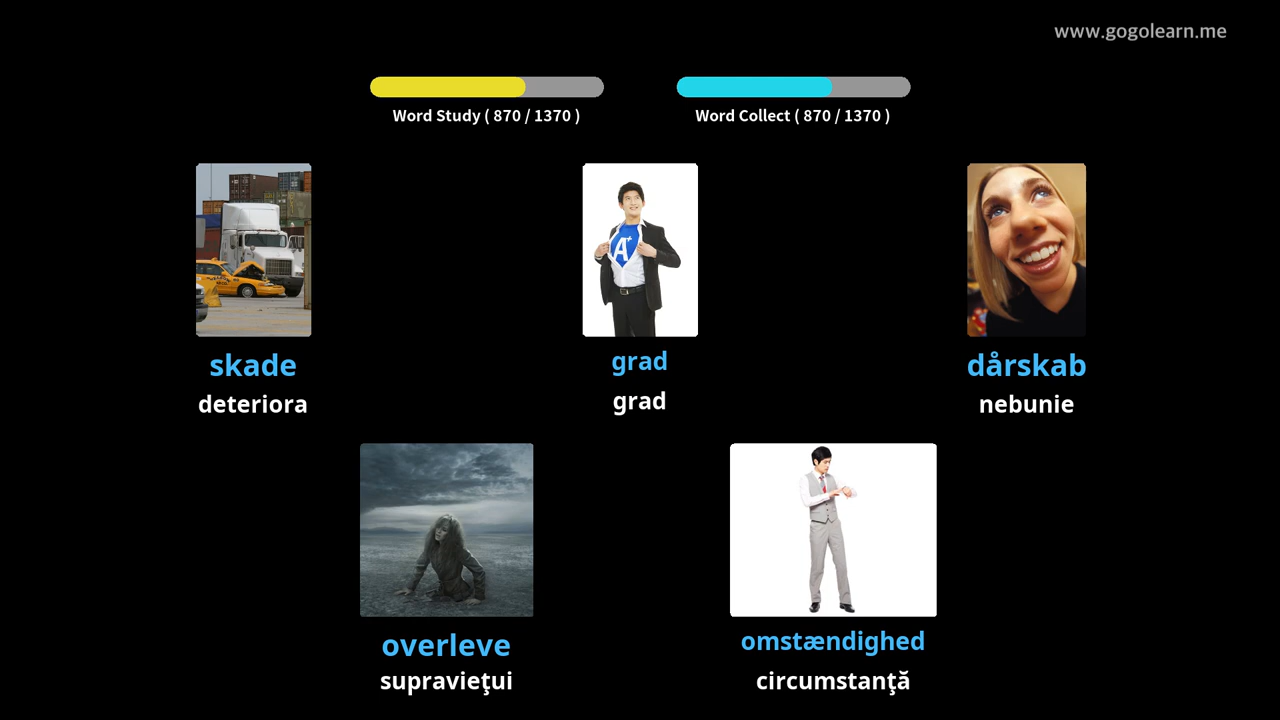 www.gogolearn.me
Word Study ( 870 / 1370 )
Word Collect ( 870 / 1370 )
A+
skade
deteriora
grad
grad
dårskab
nebunie
overleve
supravieţui
omstændighed
circumstanţă